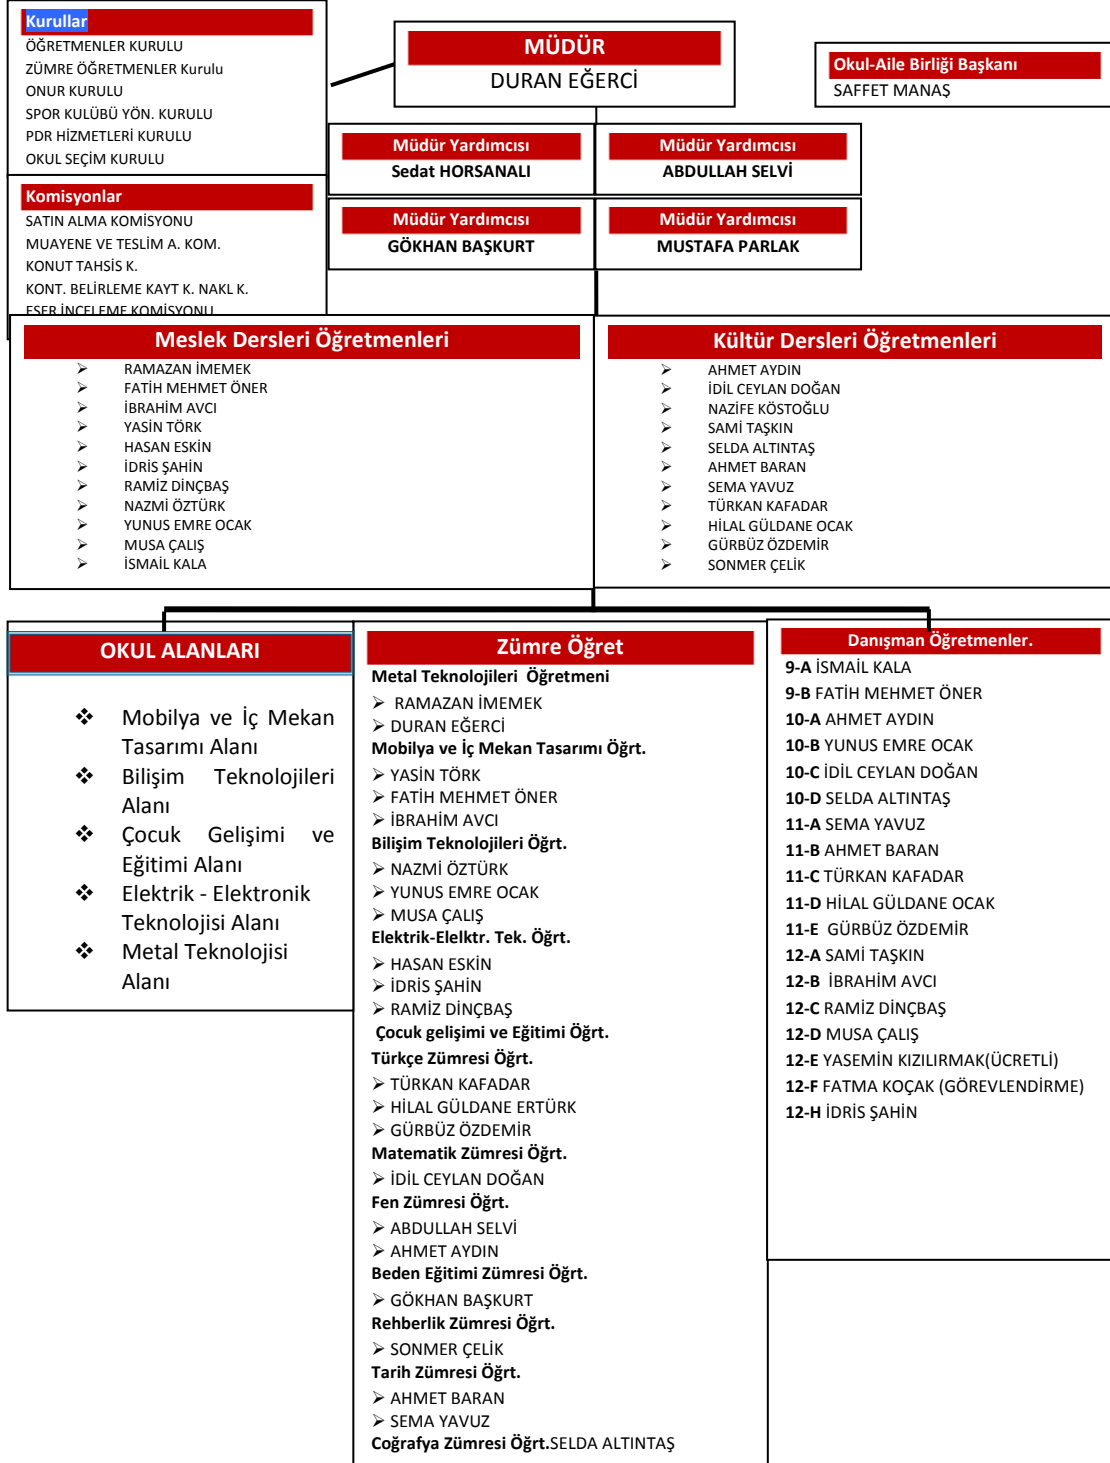 Kurullar
ÖĞRETMENLER KURULU
ZÜMRE ÖĞRETMENLER Kurulu
ONUR KURULU
SPOR KULÜBÜ YÖN. KURULU
PDR HİZMETLERİ KURULU
OKUL SEÇİM KURULU
Komisyonlar
SATIN ALMA KOMİSYONU
MUAYENE VE TESLİM A. KOM.
KONUT TAHSİS K.
KONT. BELİRLEME KAYT K. NAKL K.
ESER İNCELEME KOMİSYONU
MÜDÜR
DURAN EĞERCİ
Okul-Aile Birliği Başkanı
SAFFET MANAŞ
Müdür Yardımcısı
Sedat HORSANALI
Müdür Yardımcısı
ABDULLAH SELVİ
Müdür Yardımcısı
GÖKHAN BAŞKURT
Müdür Yardımcısı
MUSTAFA PARLAK
Meslek Dersleri Öğretmenleri
➢ RAMAZAN İMEMEK
➢ FATİH MEHMET ÖNER
➢ İBRAHİM AVCI
➢ YASİN TÖRK
➢ HASAN ESKİN
➢ İDRİS ŞAHİN
➢ RAMİZ DİNÇBAŞ
➢ NAZMİ ÖZTÜRK
➢ YUNUS EMRE OCAK
➢ MUSA ÇALIŞ
➢ İSMAİL KALA
Kültür Dersleri Öğretmenleri
➢ AHMET AYDIN
➢ İDİL CEYLAN DOĞAN
➢ NAZİFE KÖSTOĞLU
➢ SAMİ TAŞKIN
➢ SELDA ALTINTAŞ
➢ AHMET BARAN
➢ SEMA YAVUZ
➢ TÜRKAN KAFADAR
➢ HİLAL GÜLDANE OCAK
➢ GÜRBÜZ ÖZDEMİR
➢ SONMER ÇELİK
OKUL ALANLARI
❖ Mobilya ve İç Mekan
Tasarımı Alanı
❖ Bilişim Teknolojileri
Alanı
❖ Çocuk Gelişimi ve
Eğitimi Alanı
❖ Elektrik - Elektronik
Teknolojisi Alanı
❖ Metal Teknolojisi
Alanı
Zümre Öğret
Metal Teknolojileri Öğretmeni
➢ RAMAZAN İMEMEK
➢ DURAN EĞERCİ
Mobilya ve İç Mekan Tasarımı Öğrt.
➢ YASİN TÖRK
➢ FATİH MEHMET ÖNER
➢ İBRAHİM AVCI
Bilişim Teknolojileri Öğrt.
➢ NAZMİ ÖZTÜRK
➢ YUNUS EMRE OCAK
➢ MUSA ÇALIŞ
Elektrik-Elelktr. Tek. Öğrt.
➢ HASAN ESKİN
➢ İDRİS ŞAHİN
➢ RAMİZ DİNÇBAŞ
Çocuk gelişimi ve Eğitimi Öğrt.
Türkçe Zümresi Öğrt.
➢ TÜRKAN KAFADAR
➢ HİLAL GÜLDANE ERTÜRK
➢ GÜRBÜZ ÖZDEMİR
Matematik Zümresi Öğrt.
➢ İDİL CEYLAN DOĞAN
Fen Zümresi Öğrt.
➢ ABDULLAH SELVİ
➢ AHMET AYDIN
Beden Eğitimi Zümresi Öğrt.
➢ GÖKHAN BAŞKURT
Rehberlik Zümresi Öğrt.
➢ SONMER ÇELİK
Tarih Zümresi Öğrt.
➢ AHMET BARAN
➢ SEMA YAVUZ
Coğrafya Zümresi Öğrt.SELDA ALTINTAŞ
Danışman Öğretmenler.
9-A İSMAİL KALA
9-B FATİH MEHMET ÖNER
10-A AHMET AYDIN
10-B YUNUS EMRE OCAK
10-C İDİL CEYLAN DOĞAN
10-D SELDA ALTINTAŞ
11-A SEMA YAVUZ
11-B AHMET BARAN
11-C TÜRKAN KAFADAR
11-D HİLAL GÜLDANE OCAK
11-E GÜRBÜZ ÖZDEMİR
12-A SAMİ TAŞKIN
12-B İBRAHİM AVCI
12-C RAMİZ DİNÇBAŞ
12-D MUSA ÇALIŞ
12-E YASEMİN KIZILIRMAK(ÜCRETLİ)
12-F FATMA KOÇAK (GÖREVLENDİRME)
12-H İDRİS ŞAHİN